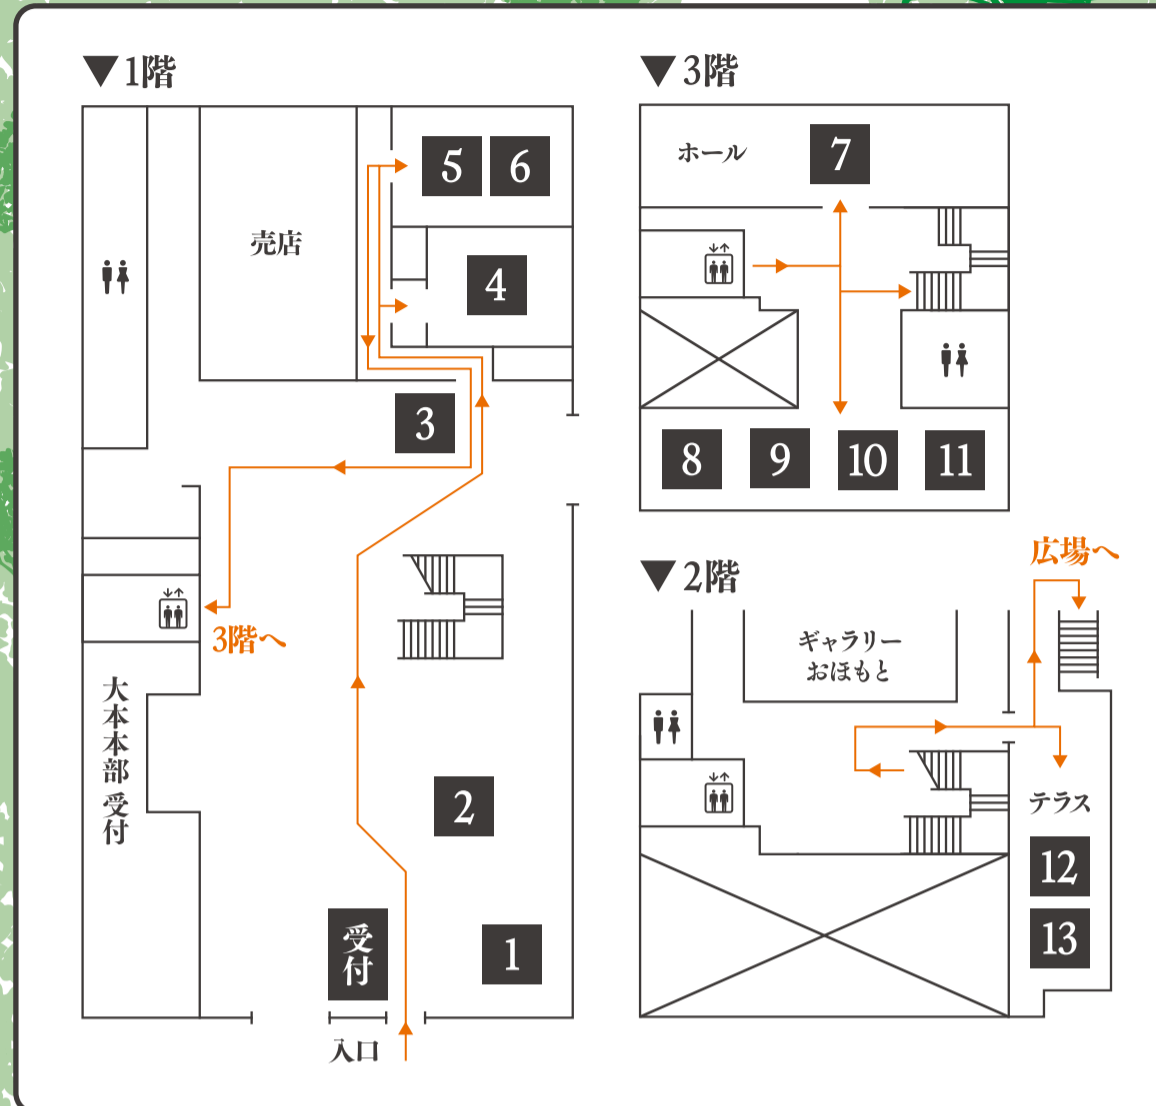 ▼1階
5 6
売店
4
3
3階へ
大本本部 受付
2
1
受付
入口
▼3階
ホール
7
8 9 10 11
▼2階
広場へ
ギャラリー
おほもと
テラス
12
13